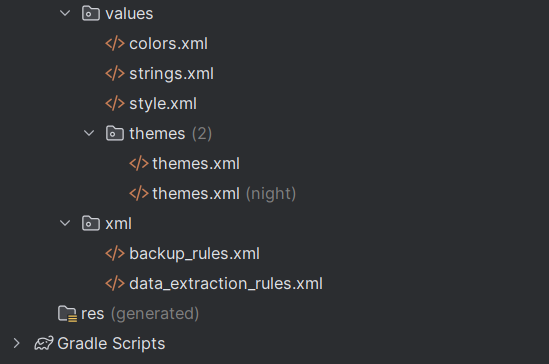 values
colors.xml
strings.xml
style.xml
themes (2)
themes.xml
themes.xml (night)
xml
backup_rules.xml
data_extraction_rules.xml
res (generated)
Gradle Scripts